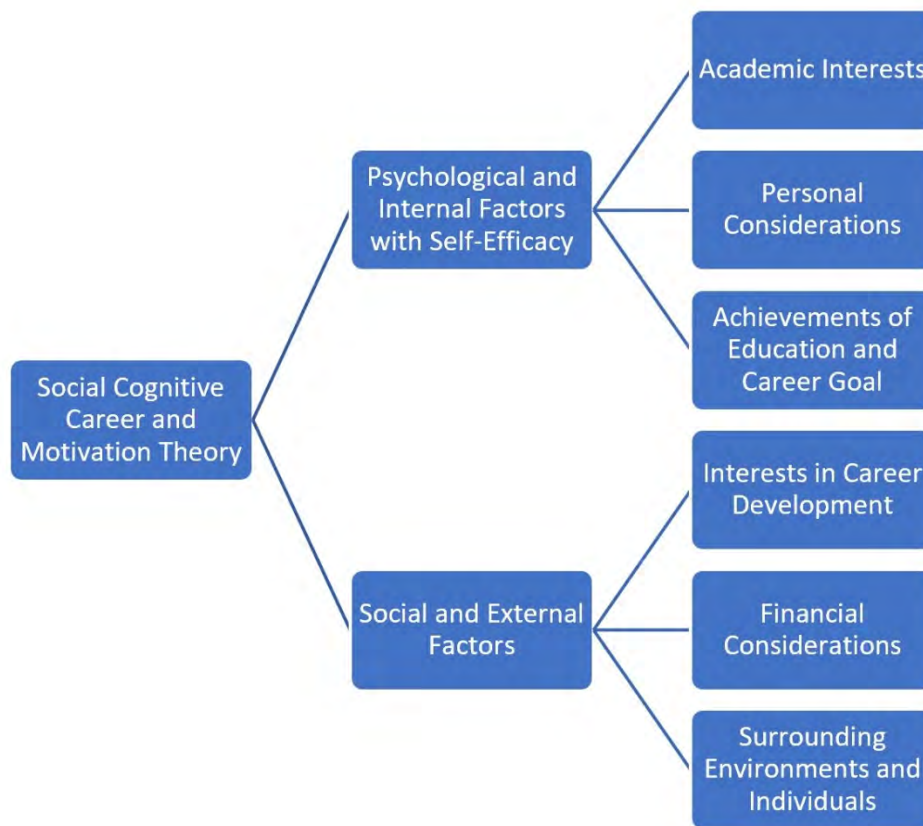 Social Cognitive
Career and
Motivation Theory
Psychological and
Internal Factors
with Self-Efficacy
Academic Interests
Personal
Considerations
Achievements of
Education and
Career Goal
Social and External
Factors
Interests in Career
Development
Financial
Considerations
Surrounding
Environments and
Individuals